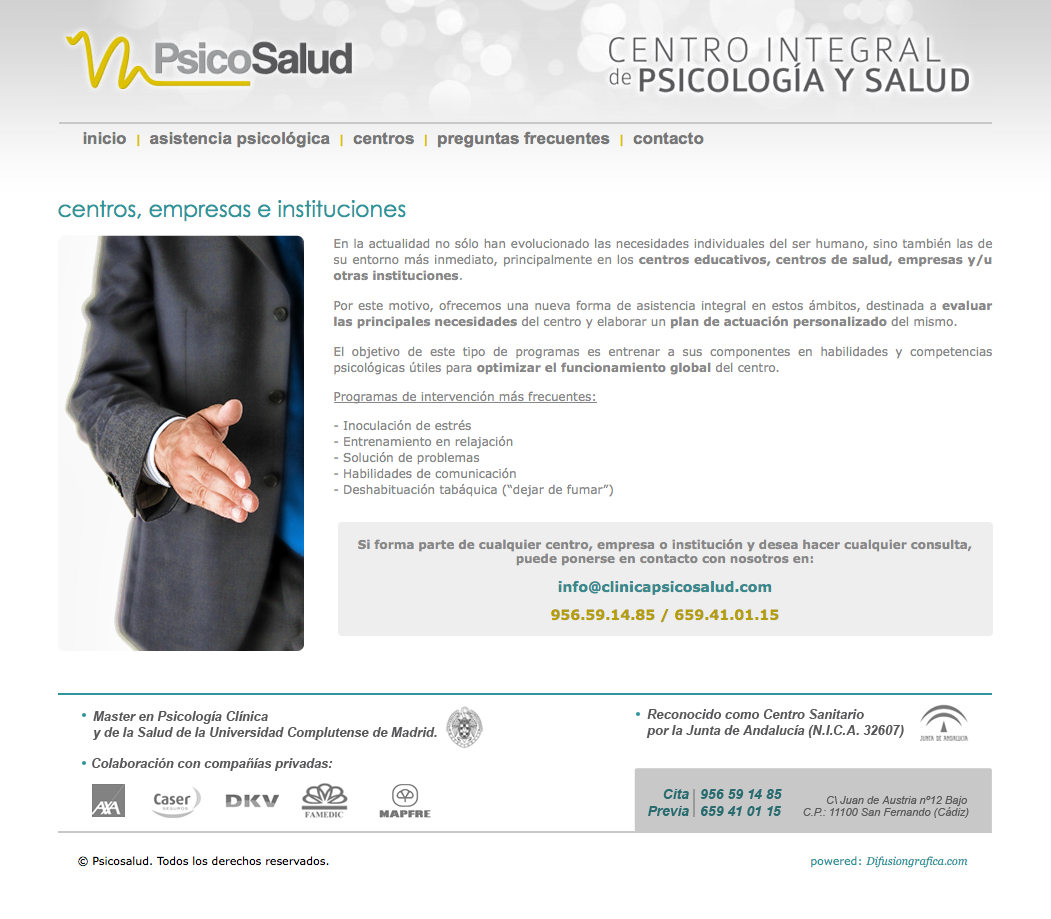 PsicoSalud
CENTRO INTEGRAL
de PSICOLOGÍA Y SALUD
inicio | asistencia psicológica | centros | preguntas frecuentes | contacto
centros, empresas e instituciones
En la actualidad no sólo han evolucionado las necesidades individuales del ser humano, sino también las de
su entorno más inmediato, principalmente en los centros educativos, centros de salud, empresas y/u
otras instituciones.
Por este motivo, ofrecemos una nueva forma de asistencia integral en estos ámbitos, destinada a evaluar
las principales necesidades del centro y elaborar un plan de actuación personalizado del mismo.
El objetivo de este tipo de programas es entrenar a sus componentes en habilidades y competencias
psicológicas útiles para optimizar el funcionamiento global del centro.
Programas de intervención más frecuentes:
- Inoculación de estrés
- Entrenamiento en relajación
- Solución de problemas
- Habilidades de comunicación
- Deshabituación tabáquica (“dejar de fumar”)
Si forma parte de cualquier centro, empresa o institución y desea hacer cualquier consulta,
puede ponerse en contacto con nosotros en:
info@clinicapsicosalud.com
956.59.14.85 / 659.41.01.15
• Master en Psicología Clínica
y de la Salud de la Universidad Complutense de Madrid.
• Reconocido como Centro Sanitario
por la Junta de Andalucía (N.I.C.A. 32607)
JUNTA DE ANDALUCIA
• Colaboración con compañías privadas:
AXA
Caser
SEGUROS
DKV
FAMEDIC
MAPFRE
Cita | 956 59 14 85
Previa | 659 41 01 15
C\ Juan de Austria nº12 Bajo
C.P.: 11100 San Fernando (Cádiz)
© Psicosalud. Todos los derechos reservados.
powered: Difusiongrafica.com